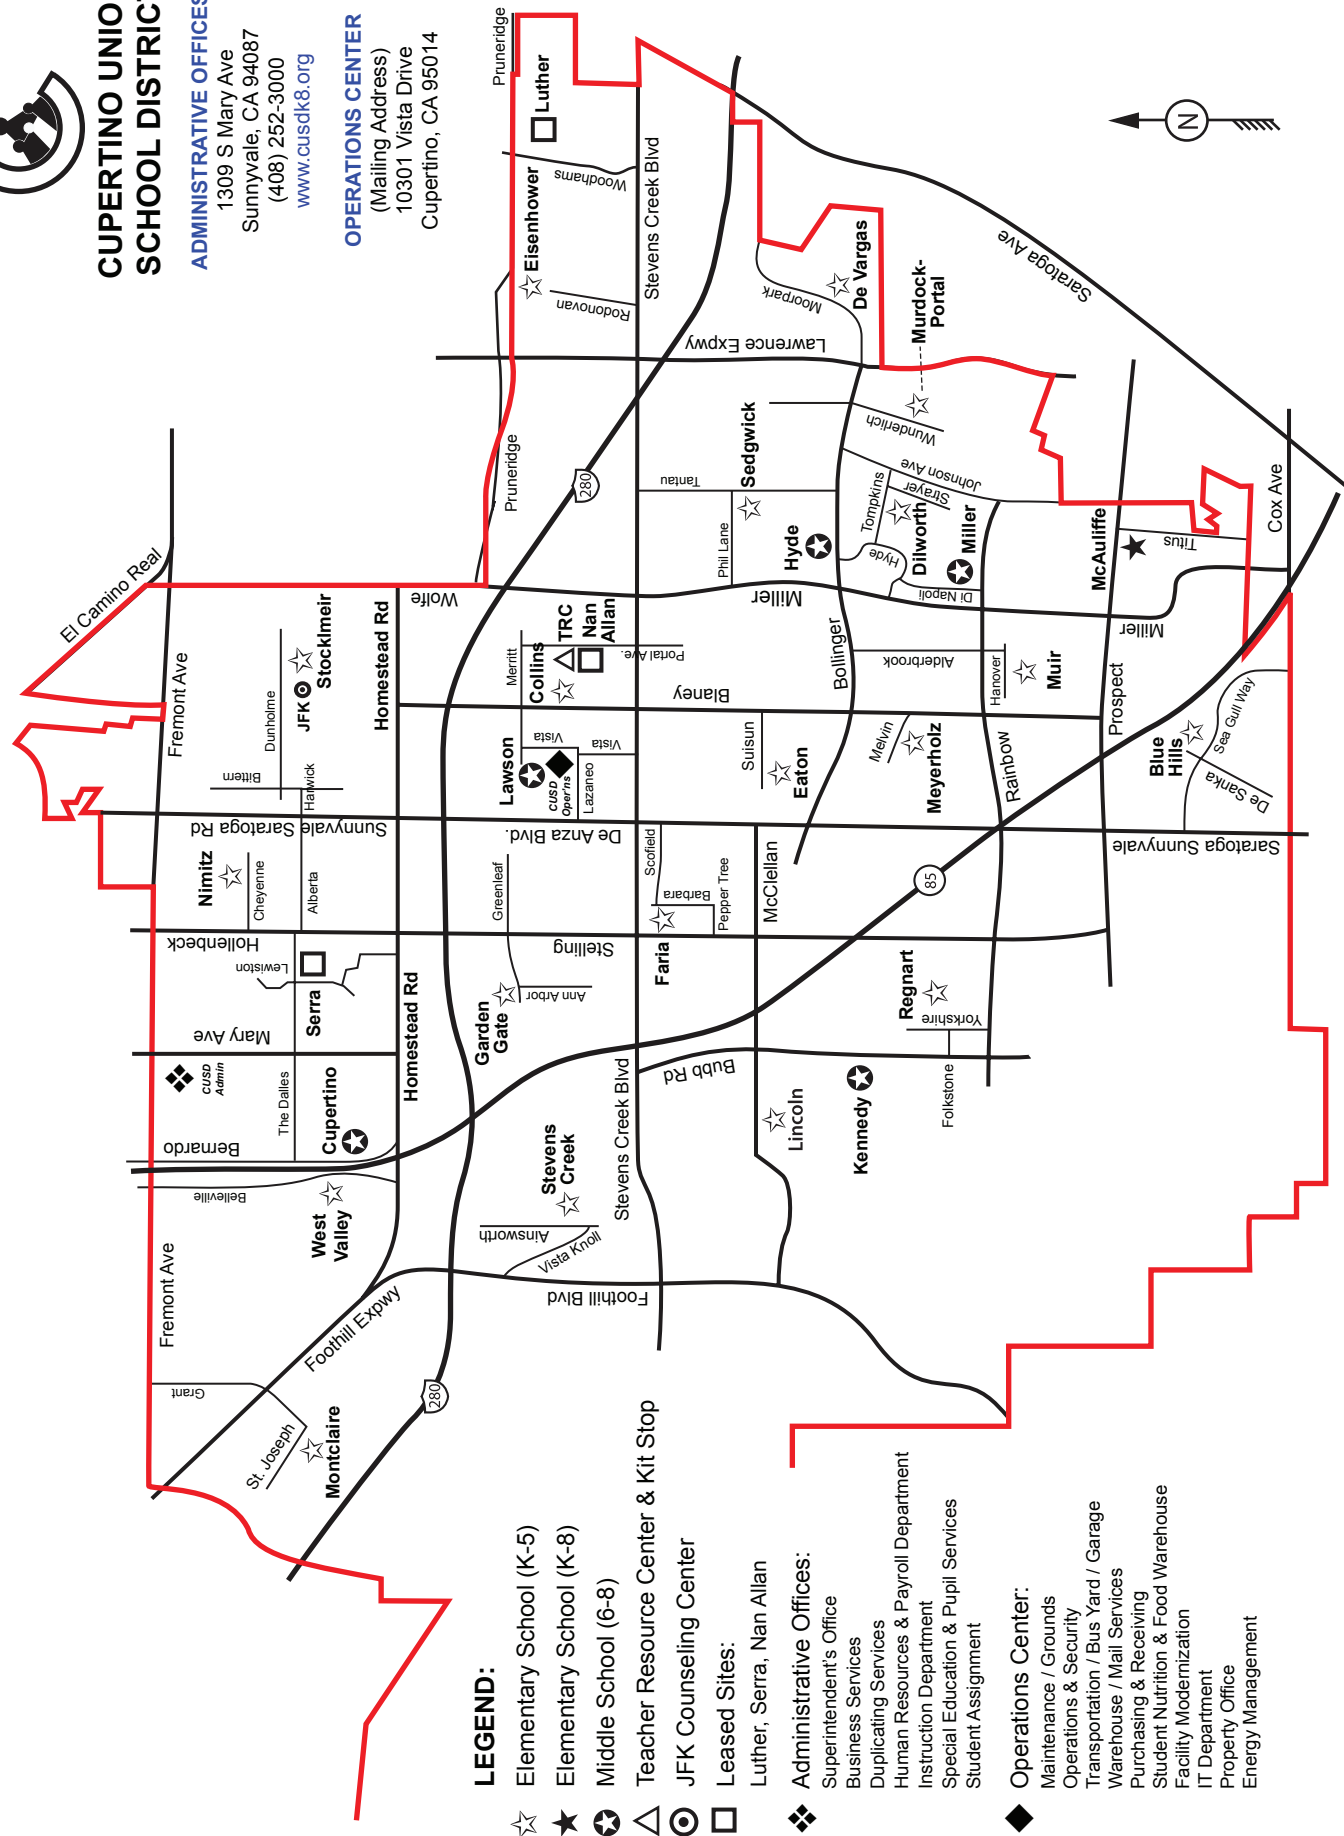 CUPERTINO UNIO
SCHOOL DISTRIC
ADMINISTRATIVE OFFICES
1309 S Mary Ave
Sunnyvale, CA 94087
(408) 252-3000
www.cusdk8.org
OPERATIONS CENTER
(Mailing Address)
10301 Vista Drive
Cupertino, CA 95014
N
El Camino Real
Fremont Ave
Fremont Ave
Grant
St. Joseph
Montclaire
Foothill Expwy
280
Belleville
West
Valley
Bernardo
CUSD
Admin
The Dalles
Cupertino
Mary Ave
Lewiston
Serra
Hollenbeck
Nimitz
Cheyenne
Alberta
Sunnyvale Saratoga Rd
Harwick
Bittern
Dunholme
JFK
Stocklmeir
Homestead Rd
Homestead Rd
Wolfe
Pruneridge
Pruneridge
280
Luther
Woodhams
Eisenhower
Rodonovan
Stevens Creek Blvd
Lawrence Expwy
Moorpark
De Vargas
Murdock-
Portal
Saratoga Ave
Merritt
Collins
TRC
Nan
Allan
Portal Ave.
Blaney
Lawson
Vista
Vista
CUSD
Oper'ns
Lazaneo
De Anza Blvd.
Greenleaf
Stelling
Ann Arbor
Garden
Gate
Stevens
Creek
Ainsworth
Vista Knoll
Foothill Blvd
Stevens Creek Blvd
Bubb Rd
Scofield
Barbara
Pepper Tree
Faria
McClellan
Lincoln
Kennedy
Regnart
Yorkshire
Folkstone
85
Rainbow
Suisun
Eaton
Melvin
Meyerholz
Bollinger
Miller
Tantau
Phil Lane
Sedgwick
Hyde
Hyde
Tompkins
Strayer
Dilworth
Johnson Ave
Wunderlich
Di Napoli
Miller
Alderbrook
Hanover
Muir
McAuliffe
Titus
Miller
Prospect
Cox Ave
Blue
Hills
Sea Gull Way
De Sanka
Saratoga Sunnyvale
LEGEND:
Elementary School (K-5)
Elementary School (K-8)
Middle School (6-8)
Teacher Resource Center & Kit Stop
JFK Counseling Center
Leased Sites:
Luther, Serra, Nan Allan
Administrative Offices:
Superintendent's Office
Business Services
Duplicating Services
Human Resources & Payroll Department
Instruction Department
Special Education & Pupil Services
Student Assignment
Operations Center:
Maintenance / Grounds
Operations & Security
Transportation / Bus Yard / Garage
Warehouse / Mail Services
Purchasing & Receiving
Student Nutrition & Food Warehouse
Facility Modernization
IT Department
Property Office
Energy Management